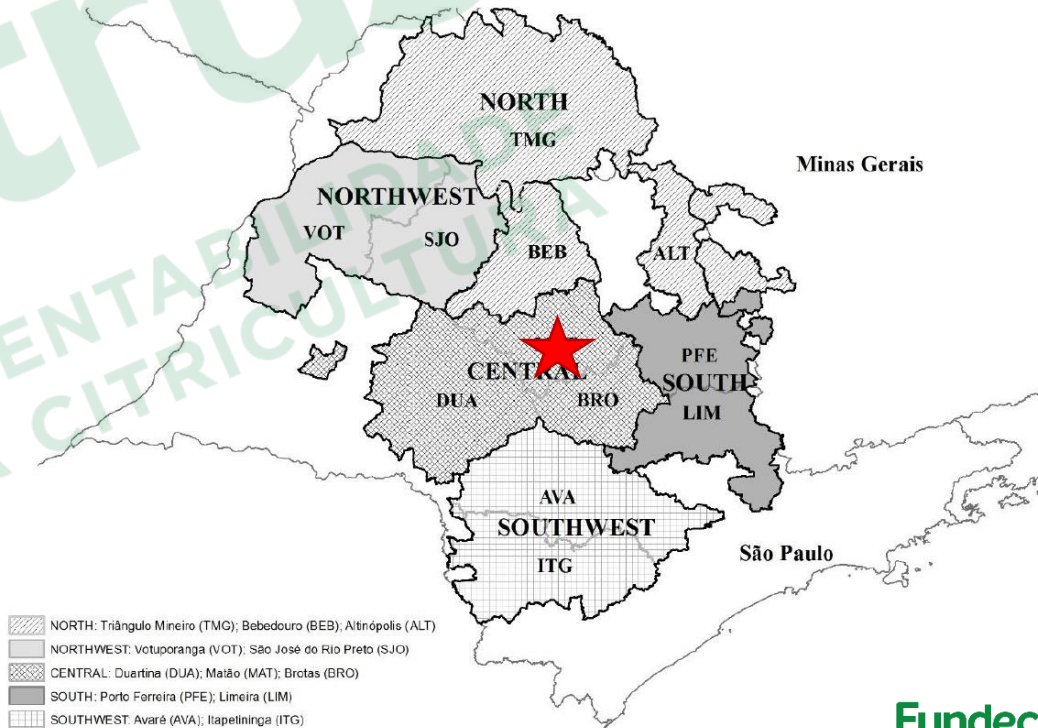 NORTH
TMG
Minas Gerais
NORTHWEST
VOT
SJO
BEB
ALT
PFE
CENTRAL
SOUTH
DUA
BRO
LIM
AVA
SOUTHWEST
ITG
São Paulo
NORTH: Triângulo Mineiro (TMG); Bebedouro (BEB); Altinópolis (ALT)
NORTHWEST: Votuporanga (VOT); São José do Rio Preto (SJO)
CENTRAL: Duartina (DUA); Matão (MAT); Brotas (BRO)
SOUTH: Porto Ferreira (PFE); Limeira (LIM)
SOUTHWEST: Avaré (AVA); Itapetininga (ITG)
ENTABILIDADE
CITRICULTURA
Fundec